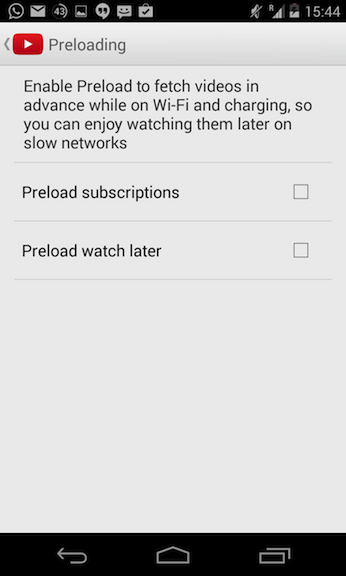 43
R
15:44
Preloading
Enable Preload to fetch videos in
advance while on Wi-Fi and charging, so
you can enjoy watching them later on
slow networks
Preload subscriptions
Preload watch later